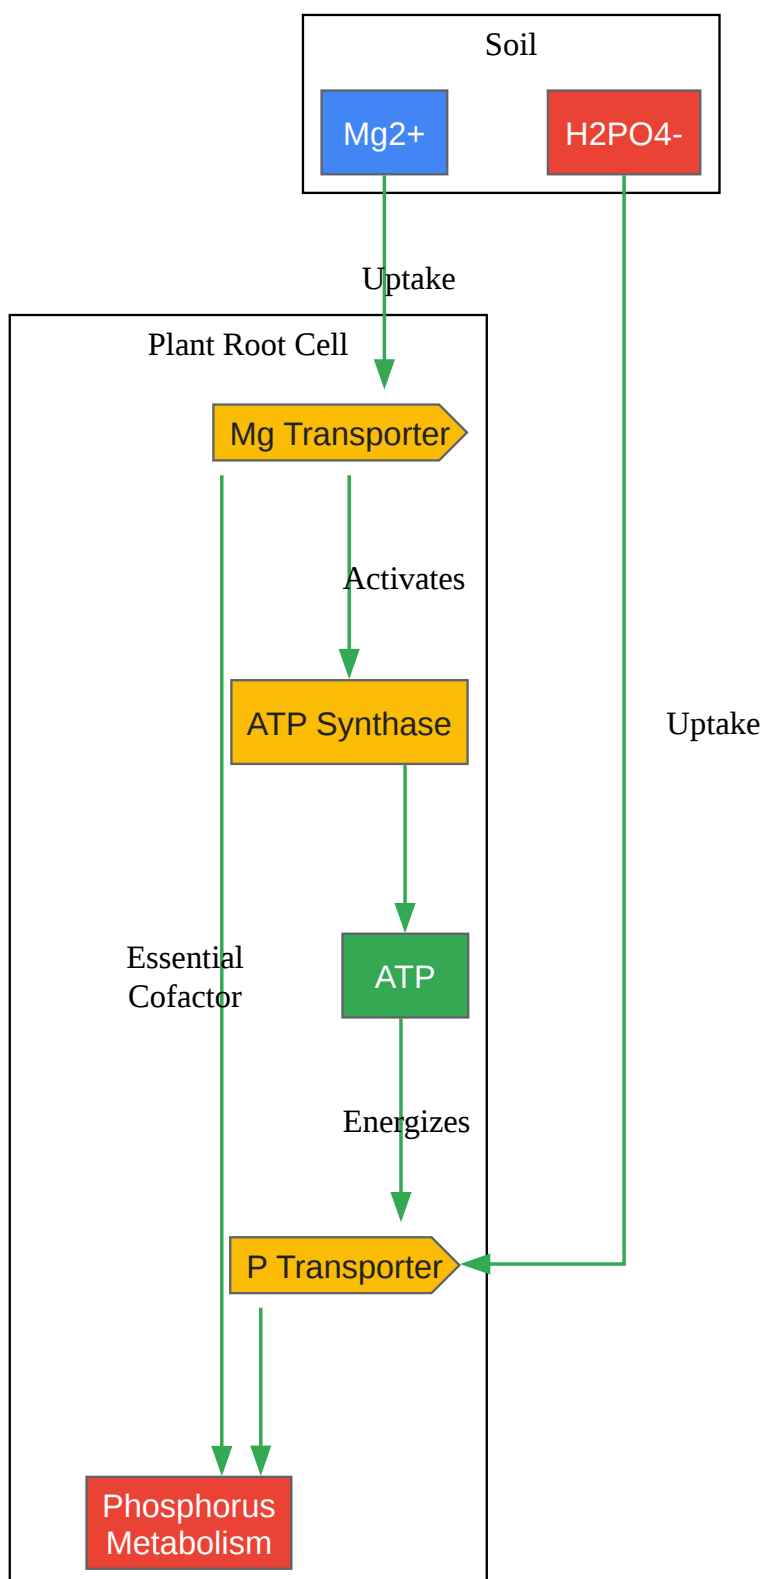 Soil
Mg2+
H2PO4-
Uptake
Plant Root Cell
Mg Transporter
Activates
ATP Synthase
Uptake
Essential
Cofactor
ATP
Energizes
P Transporter
Phosphorus
Metabolism